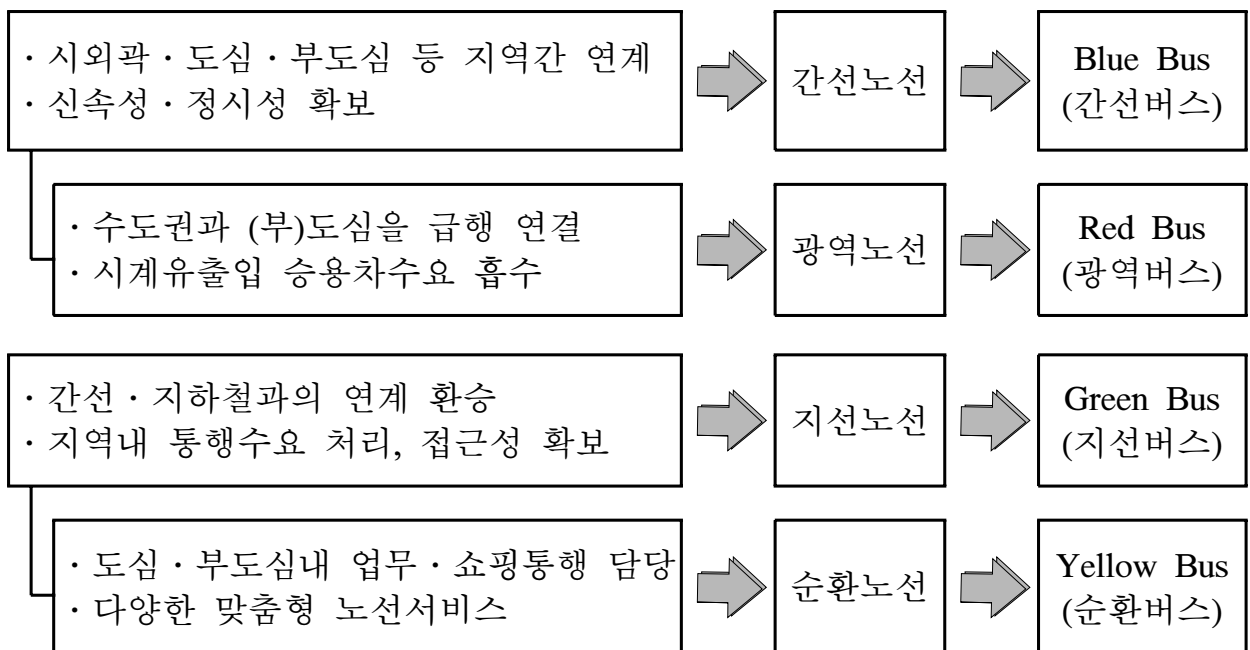 · 시외곽 · 도심 · 부도심 등 지역간 연계
· 신속성 · 정시성 확보
간선노선
Blue Bus
(간선버스)
· 수도권과 (부)도심을 급행 연결
· 시계유출입 승용차수요 흡수
광역노선
Red Bus
(광역버스)
· 간선 · 지하철과의 연계 환승
· 지역내 통행수요 처리, 접근성 확보
지선노선
Green Bus
(지선버스)
· 도심 · 부도심내 업무 · 쇼핑통행 담당
· 다양한 맞춤형 노선서비스
순환노선
Yellow Bus
(순환버스)